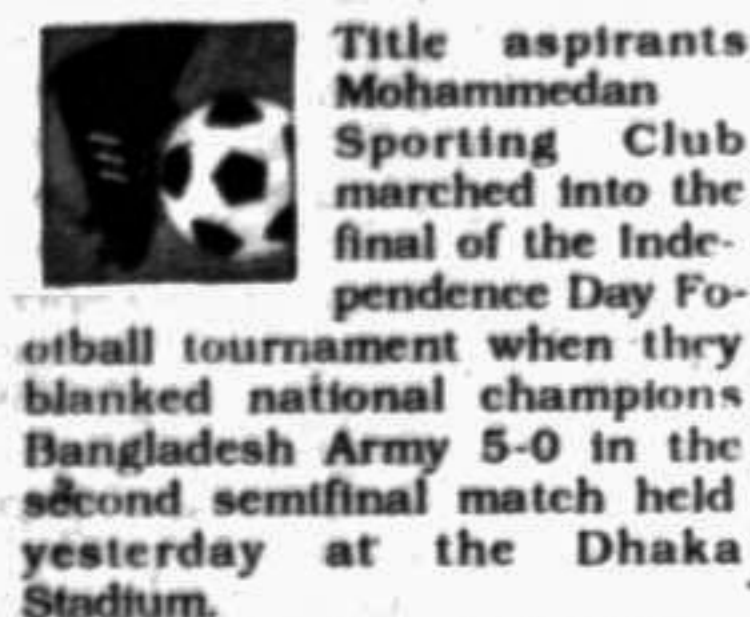 Title aspirants
Mohammedan
Sporting Club
marched into the
final of the Inde-
pendence Day Fo-
otball tournament when they
blanked national champions
Bangladesh Army 5-0 in the
second semifinal match held
yesterday at the Dhaka
Stadium.